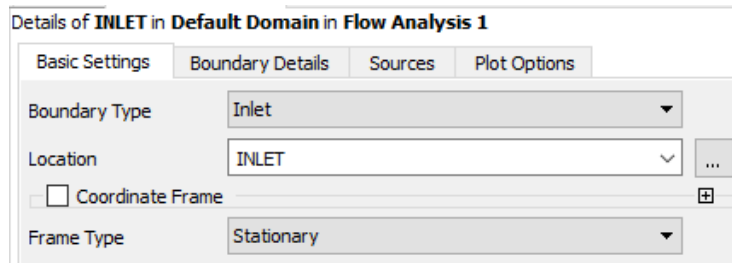 Details of INLET in Default Domain in Flow Analysis 1
Basic Settings Boundary Details Sources Plot Options
Boundary Type Inlet
Location INLET ...
Coordinate Frame
Frame Type Stationary